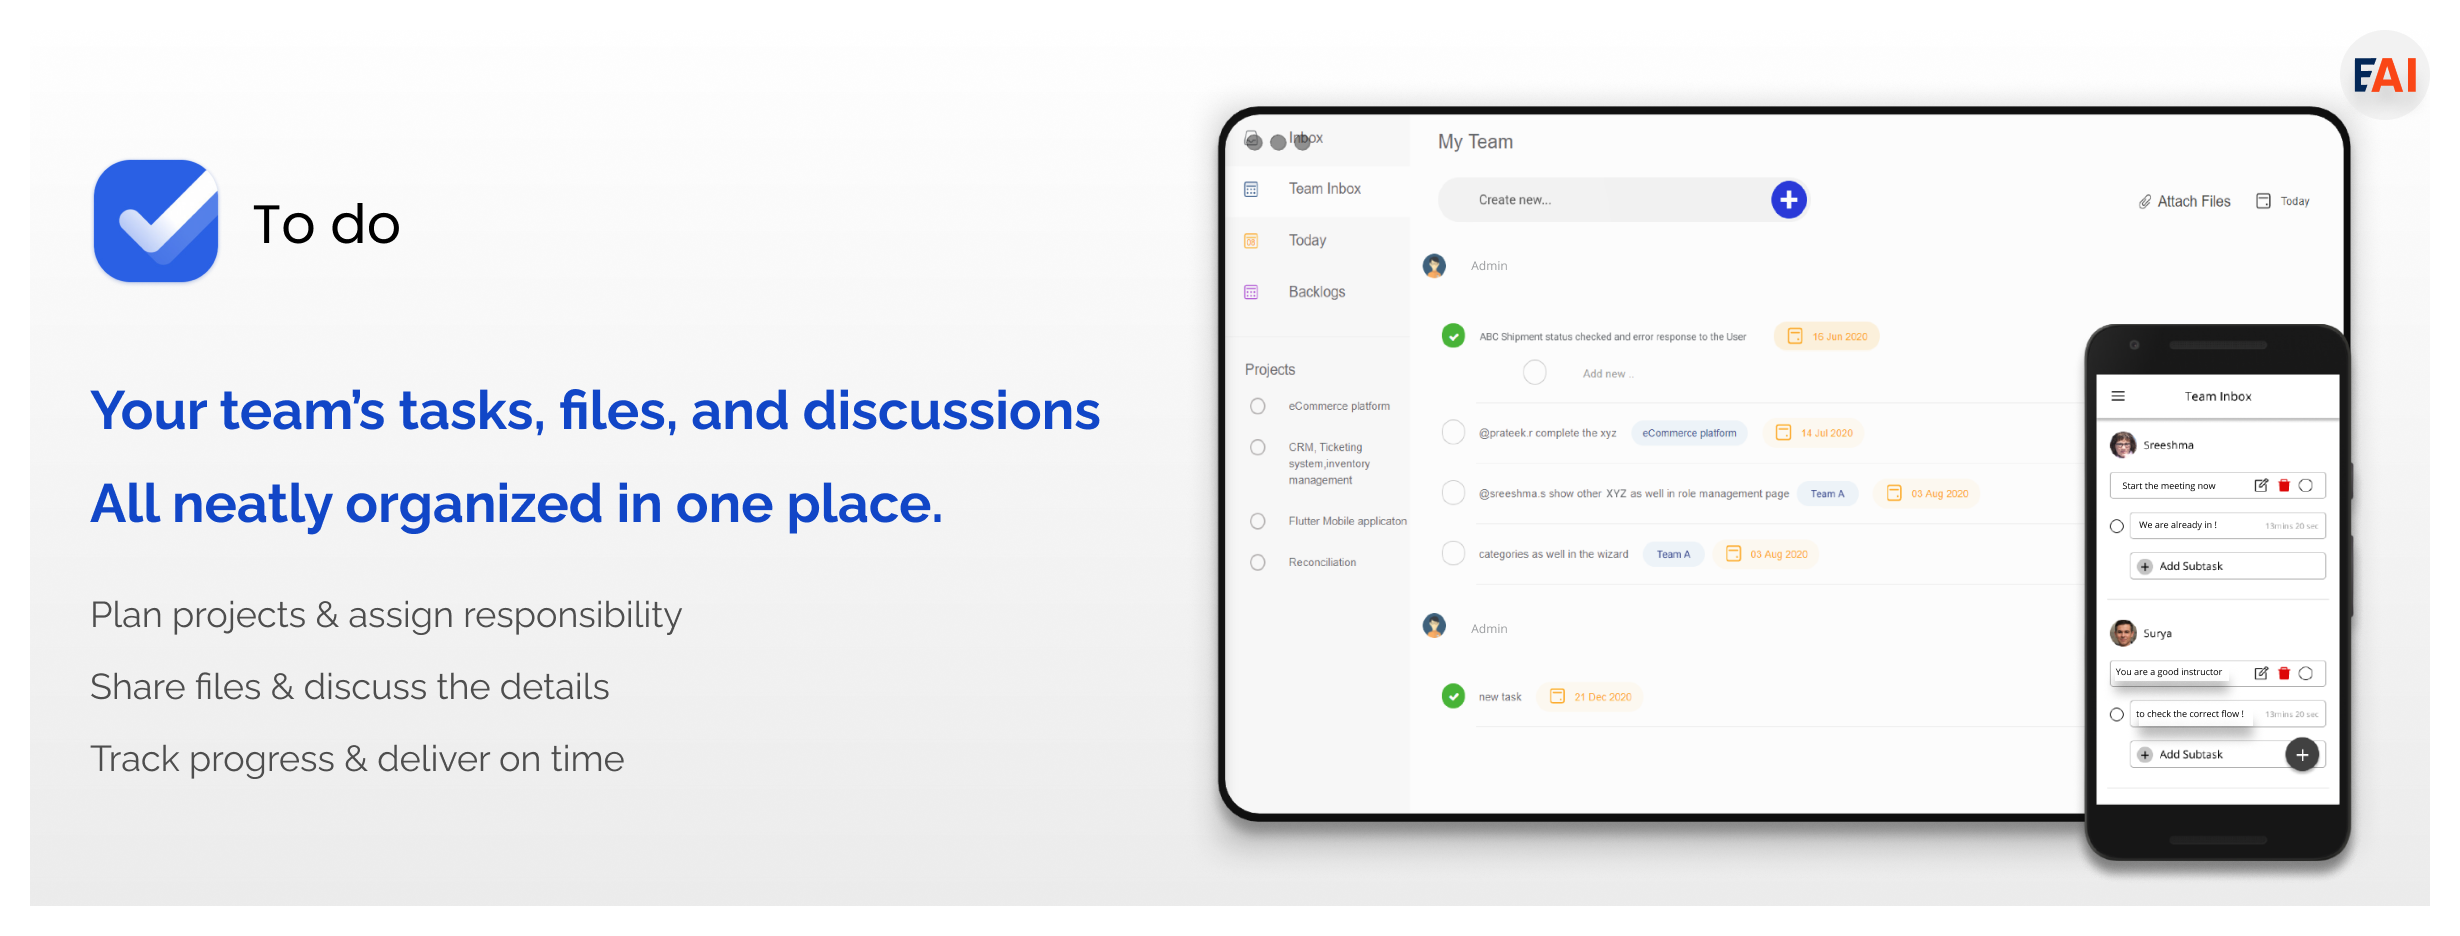 EAI
To do
Your team's tasks, files, and discussions
All neatly organized in one place.
Plan projects & assign responsibility
Share files & discuss the details
Track progress & deliver on time
Inbox
Team Inbox
Today
Backlogs
Projects
eCommerce platform
CRM, Ticketing
system,inventory
management
Flutter Mobile applicaton
Reconciliation
My Team
Create new...
Attach Files
Today
Admin
ABC Shipment status checked and error response to the User 16 Jun 2020
Add new ..
@prateek.r complete the xyz eCommerce platform 14 Jul 2020
@sreeshma.s show other XYZ as well in role management page Team A 03 Aug 2020
categories as well in the wizard Team A 03 Aug 2020
Admin
new task 21 Dec 2020
Team Inbox
Sreeshma
Start the meeting now
We are already in ! 13mins 20 sec
Add Subtask
Surya
You are a good instructor
to check the correct flow ! 13mins 20 sec
Add Subtask